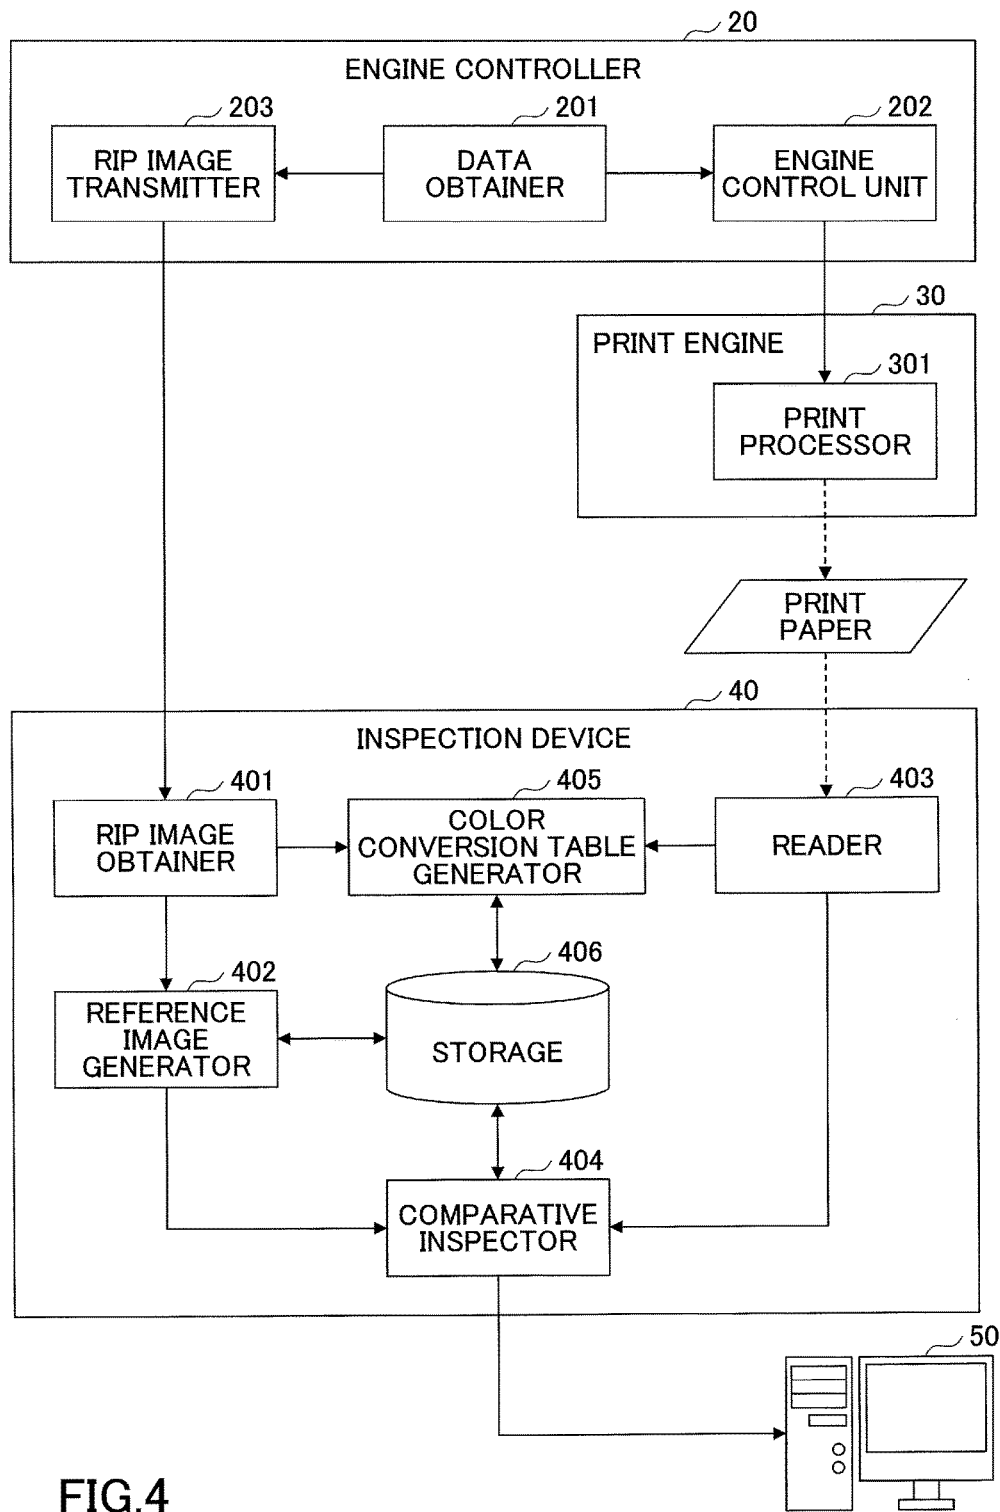 20
ENGINE CONTROLLER
203
201
202
RIP IMAGE
TRANSMITTER
DATA
OBTAINER
ENGINE
CONTROL UNIT
30
PRINT ENGINE
301
PRINT
PROCESSOR
PRINT
PAPER
40
INSPECTION DEVICE
401
405
403
RIP IMAGE
OBTAINER
COLOR
CONVERSION TABLE
GENERATOR
READER
402
406
REFERENCE
IMAGE
GENERATOR
STORAGE
404
COMPARATIVE
INSPECTOR
50
FIG.4